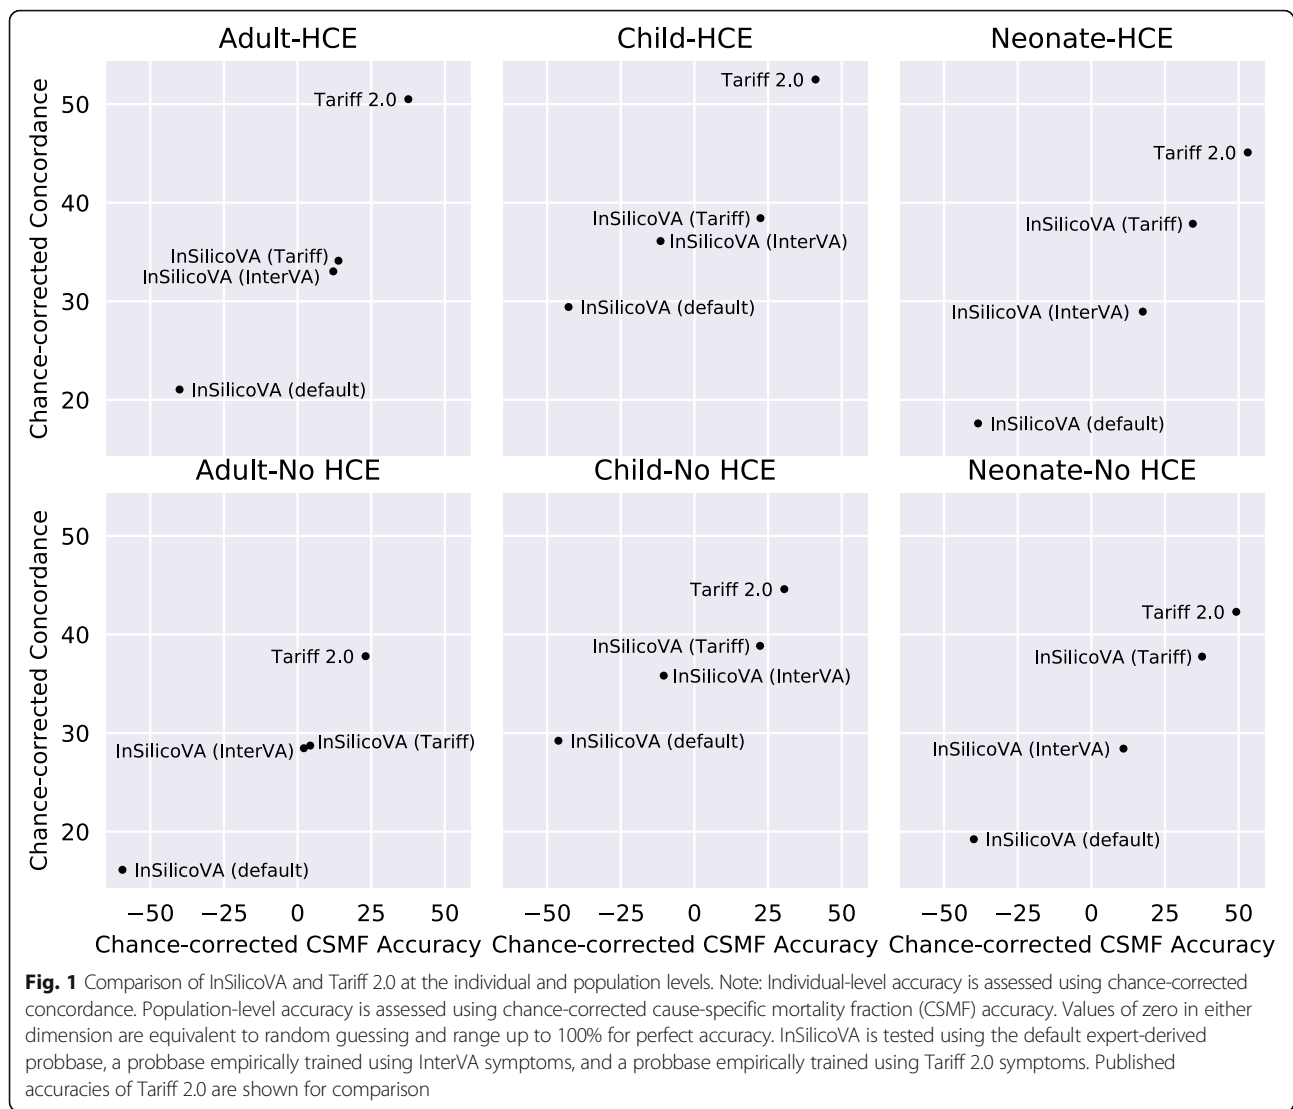 Adult-HCE
Child-HCE
Neonate-HCE
Chance-corrected Concordance
50
40
30
20
Tariff 2.0
InSilicoVA (Tariff)
InSilicoVA (InterVA)
InSilicoVA (default)
Tariff 2.0
InSilicoVA (Tariff)
InSilicoVA (InterVA)
InSilicoVA (default)
Tariff 2.0
InSilicoVA (Tariff)
InSilicoVA (InterVA)
InSilicoVA (default)
Adult-No HCE
Child-No HCE
Neonate-No HCE
Chance-corrected Concordance
50
40
30
20
Tariff 2.0
InSilicoVA (InterVA)
InSilicoVA (Tariff)
InSilicoVA (default)
Tariff 2.0
InSilicoVA (Tariff)
InSilicoVA (InterVA)
InSilicoVA (default)
Tariff 2.0
InSilicoVA (Tariff)
InSilicoVA (InterVA)
InSilicoVA (default)
−50 −25 0 25 50
−50 −25 0 25 50
−50 −25 0 25 50
Chance-corrected CSMF Accuracy
Chance-corrected CSMF Accuracy
Chance-corrected CSMF Accuracy
Fig. 1 Comparison of InSilicoVA and Tariff 2.0 at the individual and population levels. Note: Individual-level accuracy is assessed using chance-corrected
concordance. Population-level accuracy is assessed using chance-corrected cause-specific mortality fraction (CSMF) accuracy. Values of zero in either
dimension are equivalent to random guessing and range up to 100% for perfect accuracy. InSilicoVA is tested using the default expert-derived
probbase, a probbase empirically trained using InterVA symptoms, and a probbase empirically trained using Tariff 2.0 symptoms. Published
accuracies of Tariff 2.0 are shown for comparison